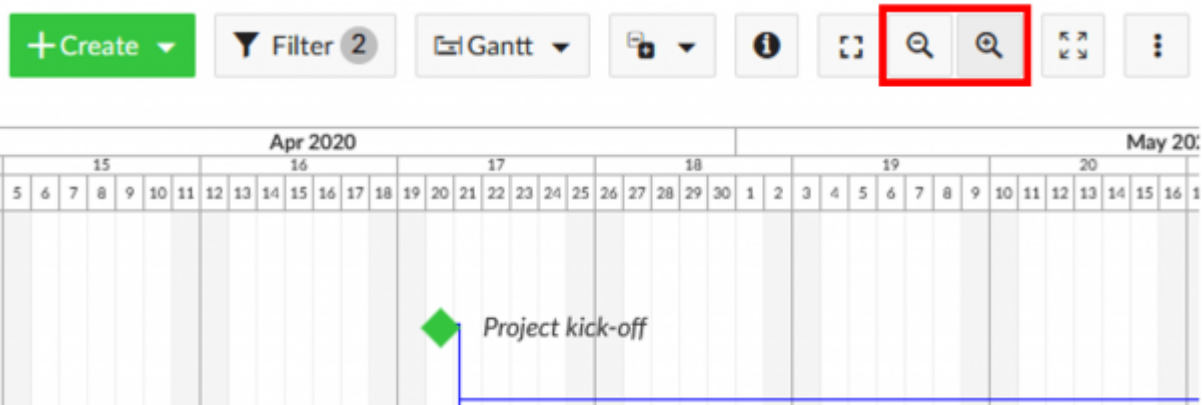 + Create Filter 2 Gantt
Apr 2020 May 20
15 16 17 18 19 20
5 6 7 8 9 10 11 12 13 14 15 16 17 18 19 20 21 22 23 24 25 26 27 28 29 30 1 2 3 4 5 6 7 8 9 10 11 12 13 14 15 16 1
Project kick-off